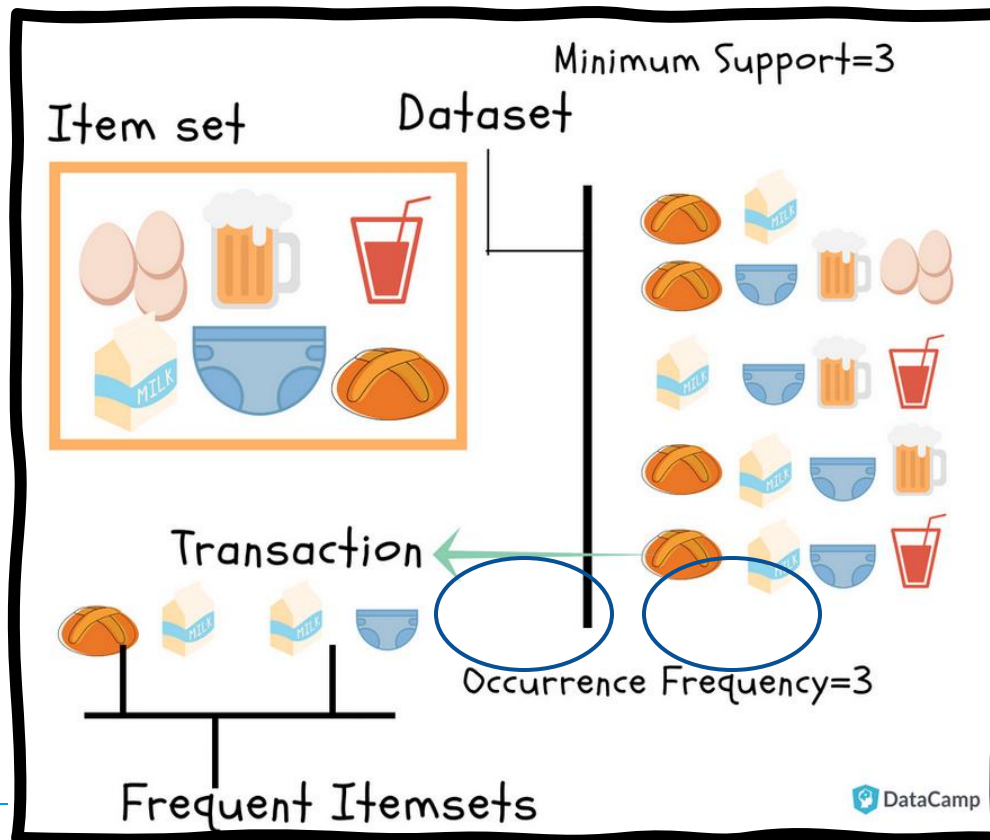 Minimum Support=3
Item set
Dataset
MILK
MILK
MILK
MILK
Transaction
MILK
MILK
MILK
Occurrence Frequency=3
Frequent Itemsets
DataCamp